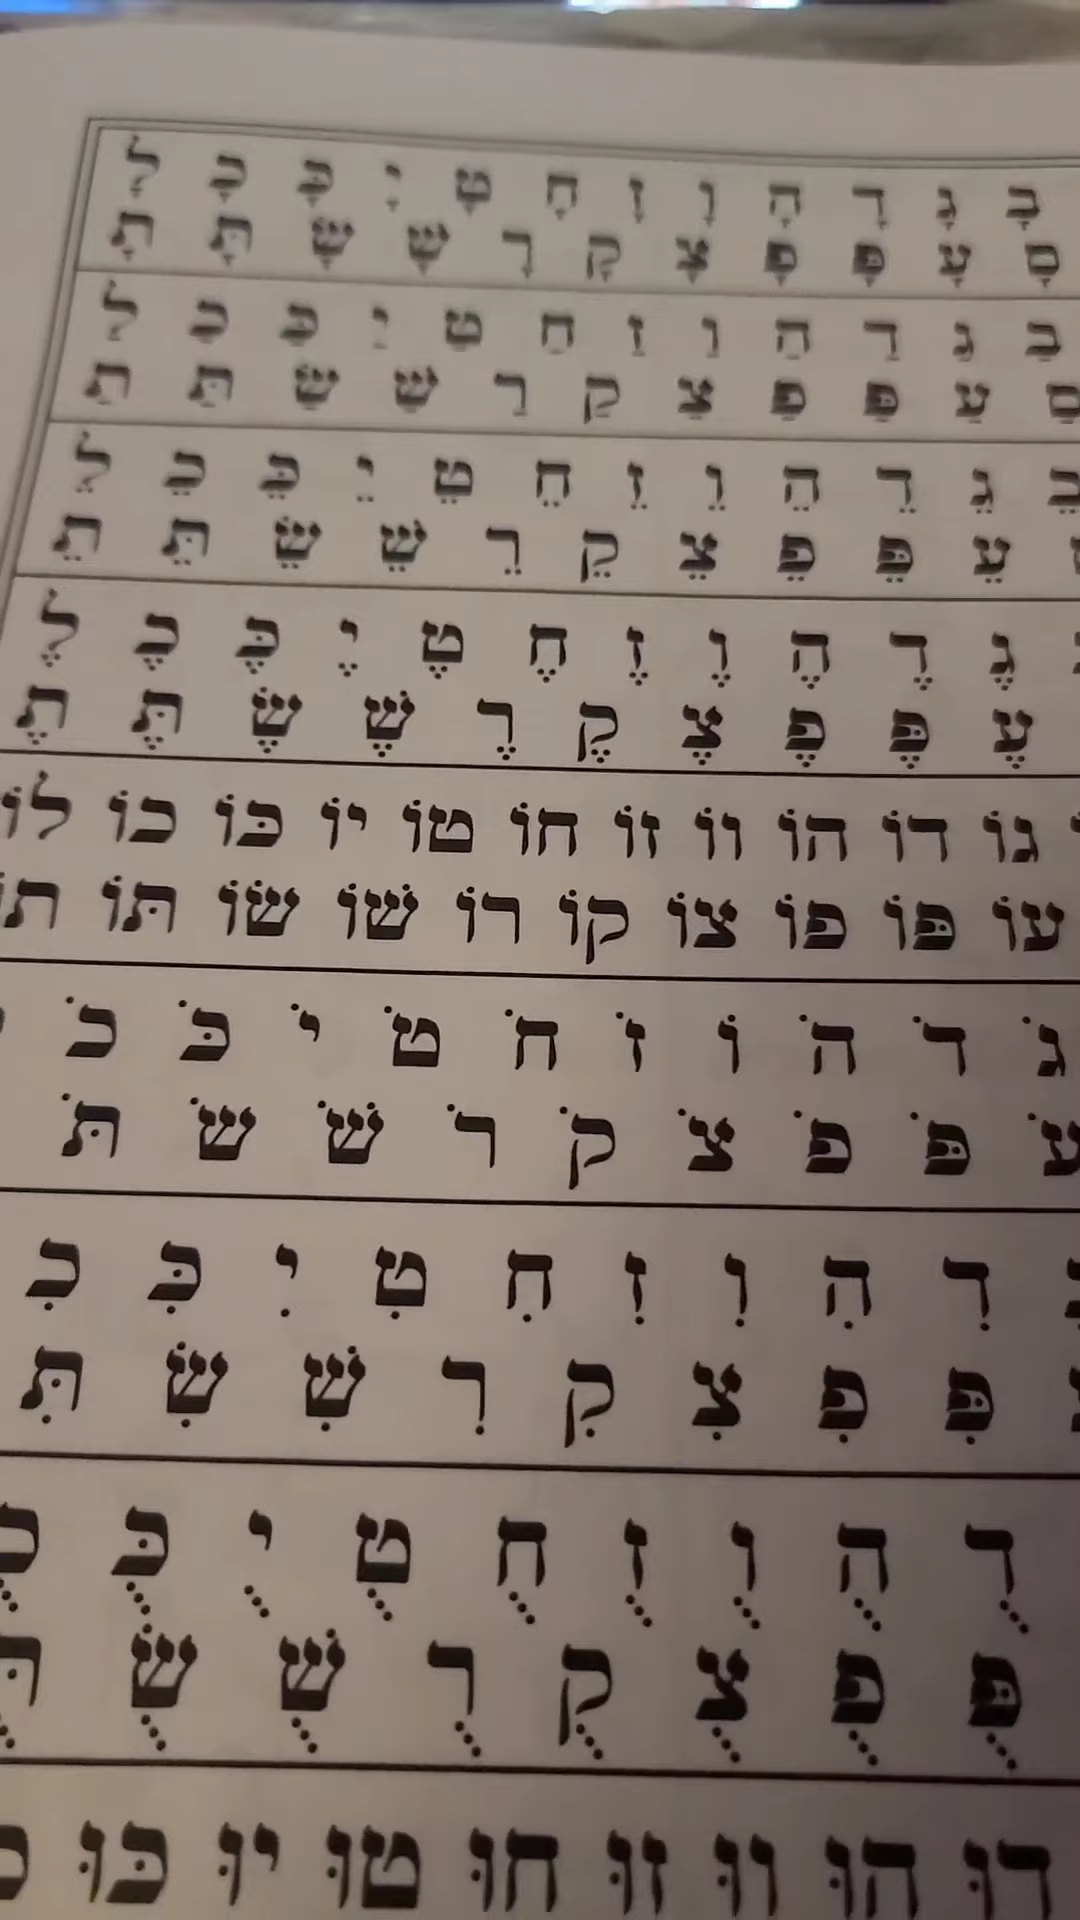 בָּ גָ דָ הָ וָ זָ חָ טָ יָ כָּ כָ לָ
סָ עָ פָּ פָ צָ קָ רָ שָׁ שָׂ תָּ תָ
בַּ גַ דַ הַ וַ זַ חַ טַ יַ כַּ כַ לַ
סַ עַ פַּ פַ צַ קַ רַ שַׁ שַׂ תַּ תַ
גֵ דֵ הֵ וֵ זֵ חֵ טֵ יֵ כֵּ כֵ לֵ
עֵ פֵּ פֵ צֵ קֵ רֵ שֵׁ שֵׂ תֵּ תֵ
גֶ דֶ הֶ וֶ זֶ חֶ טֶ יֶ כֶּ כֶ לֶ
עֶ פֶּ פֶ צֶ קֶ רֶ שֶׁ שֶׂ תֶּ תֶ
גוֹ דוֹ הוֹ ווֹ זוֹ חוֹ טוֹ יוֹ כּוֹ כוֹ לוֹ
עוֹ פּוֹ פוֹ צוֹ קוֹ רוֹ שׁוֹ שׂוֹ תּוֹ תוֹ
גֹ דֹ הֹ וֹ זֹ חֹ טֹ יֹ כֹּ כֹ
עֹ פֹּ פֹ צֹ קֹ רֹ שֹׁ שֹׂ תֹּ
דִ הִ וִ זִ חִ טִ יִ כִּ כִ
פִּ פִ צִ קִ רִ שִׁ שִׂ תִּ
דֻ הֻ וֻ זֻ חֻ טֻ יֻ כֻּ כֻ
פֻּ פֻ צֻ קֻ רֻ שֻׁ שֻׂ תֻּ
דוּ הוּ ווּ זוּ חוּ טוּ יוּ כּוּ